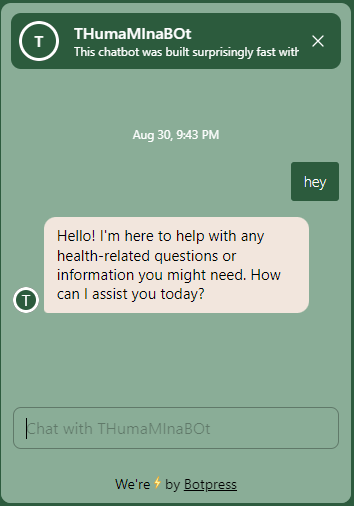 T
THumaMInaBOt
This chatbot was built surprisingly fast with
Aug 30, 9:43 PM
hey
Hello! I'm here to help with any
health-related questions or
information you might need. How
can I assist you today?
T
Chat with THumaMInaBOt
We're⚡by Botpress